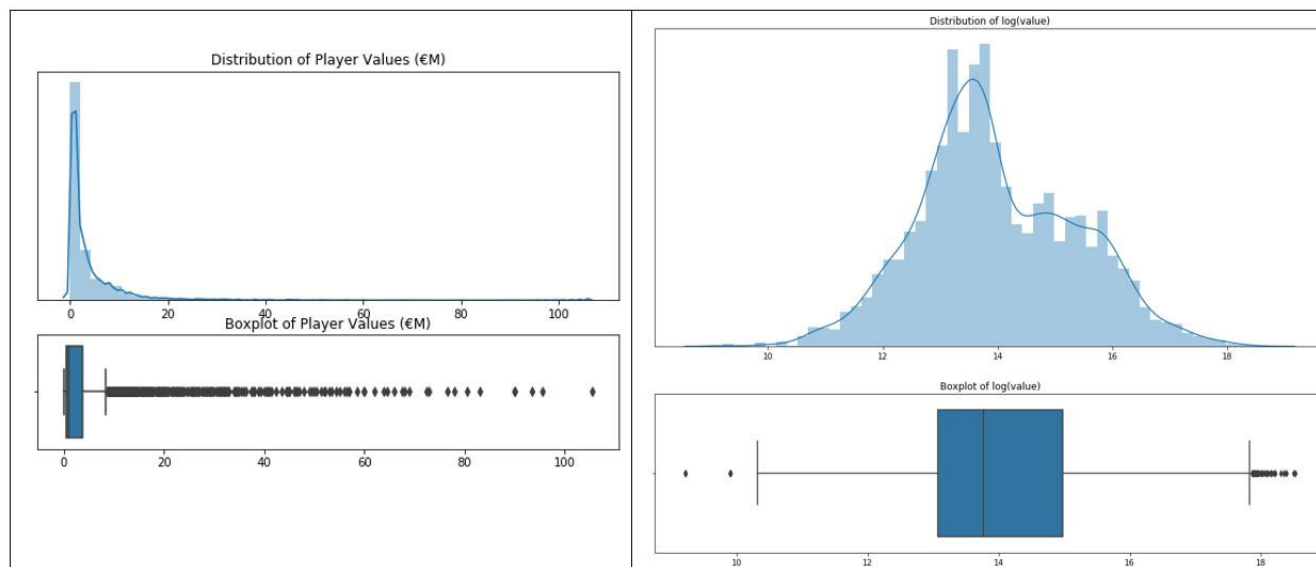 Distribution of Player Values (€M)
0 20 40 60 80 100
Boxplot of Player Values (€M)
0 20 40 60 80 100
Distribution of log(value)
10 12 14 16 18
Boxplot of log(value)
10 12 14 16 18